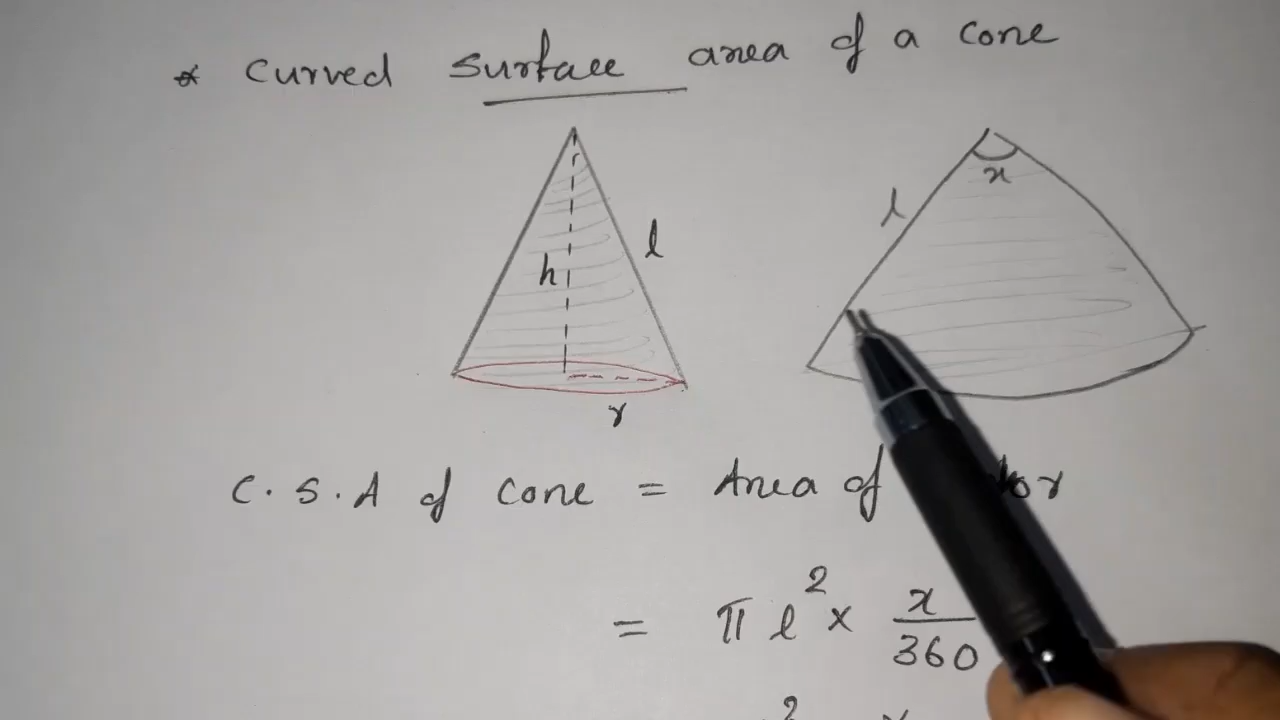 * Curved Surface area of a cone
h
l
r
l
x
C.S.A of cone = Area of
= π l² × x/360